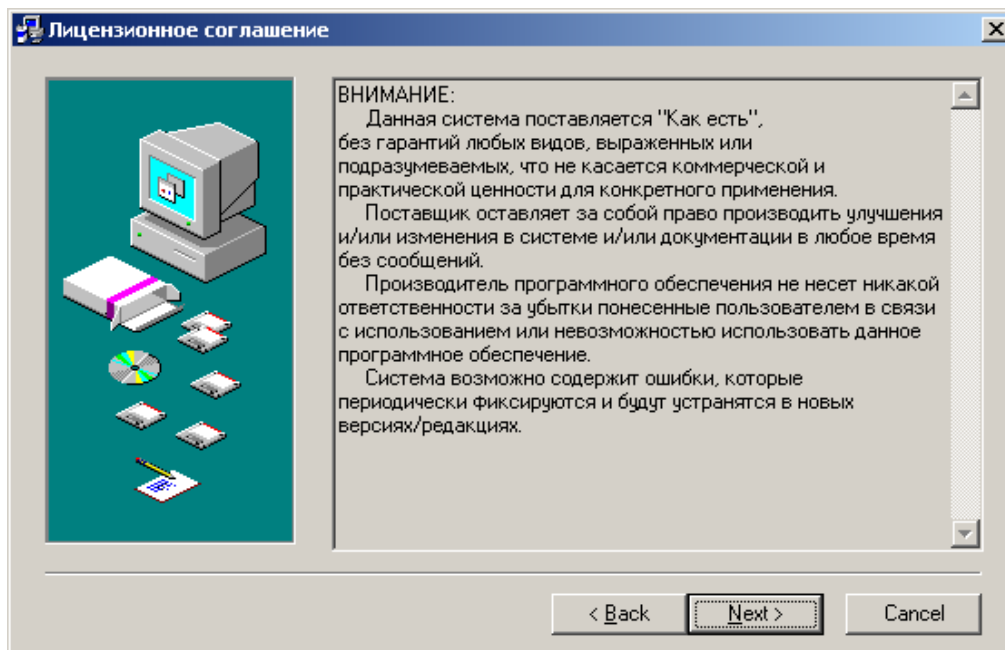 Лицензионное соглашение
ВНИМАНИЕ:
Данная система поставляется "Как есть",
без гарантий любых видов, выраженных или
подразумеваемых, что не касается коммерческой и
практической ценности для конкретного применения.
Поставщик оставляет за собой право производить улучшения
и/или изменения в системе и/или документации в любое время
без сообщений.
Производитель программного обеспечения не несет никакой
ответственности за убытки понесенные пользователем в связи
с использованием или невозможностью использовать данное
программное обеспечение.
Система возможно содержит ошибки, которые
периодически фиксируются и будут устранятся в новых
версиях/редакциях.
< Back Next > Cancel